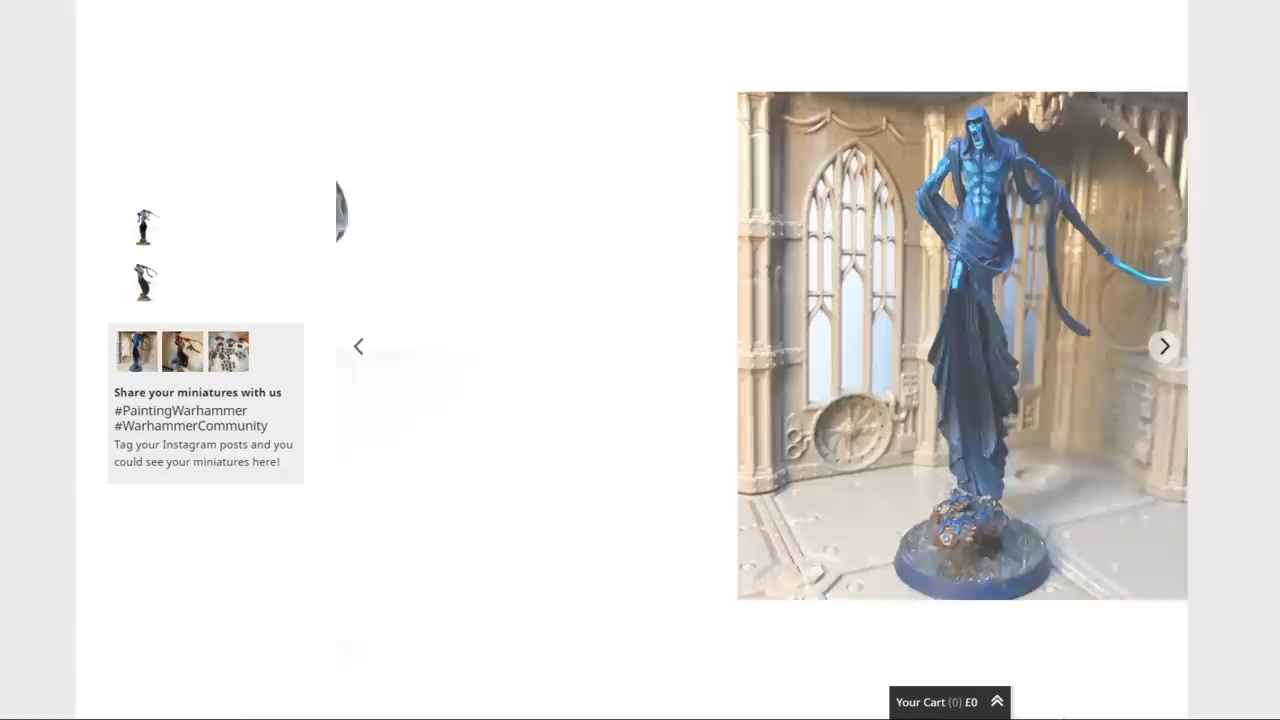 Share your miniatures with us
#PaintingWarhammer
#WarhammerCommunity
Tag your Instagram posts and you
could see your miniatures here!
Your Cart (0) £0